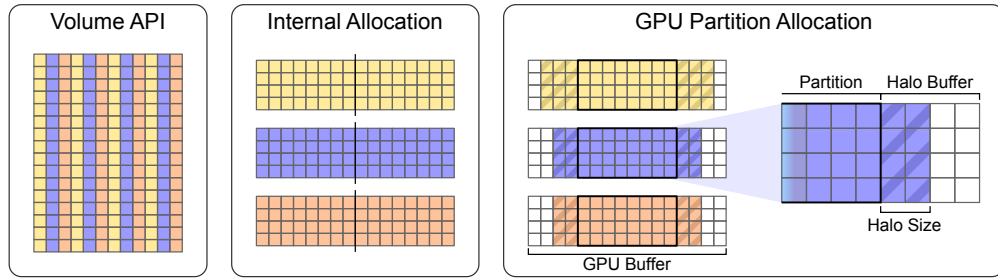 Volume API
Internal Allocation
GPU Partition Allocation
Partition
Halo Buffer
Halo Size
GPU Buffer